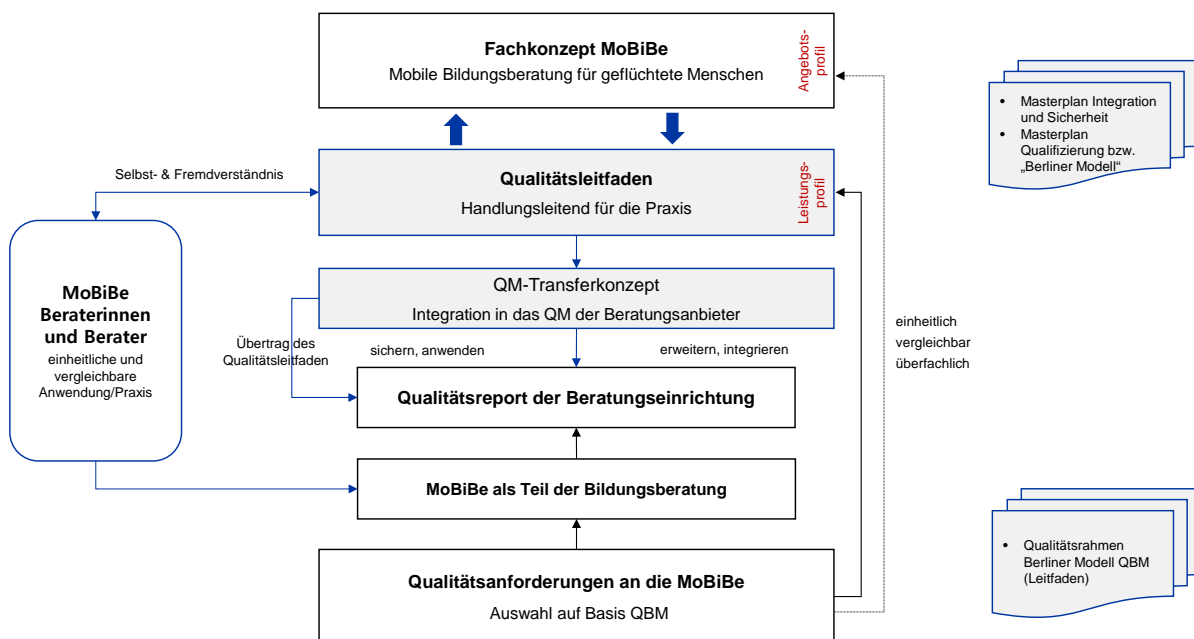 Fachkonzept MoBiBe
Mobile Bildungsberatung für geflüchtete Menschen
Angebots-
profil
• Masterplan Integration
und Sicherheit
• Masterplan
Qualifizierung bzw.
„Berliner Modell“
Selbst- & Fremdverständnis
Qualitätsleitfaden
Handlungsleitend für die Praxis
Leistungs-
profil
MoBiBe
Beraterinnen
und Berater
einheitliche und
vergleichbare
Anwendung/Praxis
QM-Transferkonzept
Integration in das QM der Beratungsanbieter
Übertrag des
Qualitätsleitfaden
sichern, anwenden
erweitern, integrieren
einheitlich
vergleichbar
überfachlich
Qualitätsreport der Beratungseinrichtung
MoBiBe als Teil der Bildungsberatung
Qualitätsanforderungen an die MoBiBe
Auswahl auf Basis QBM
• Qualitätsrahmen
Berliner Modell QBM
(Leitfaden)